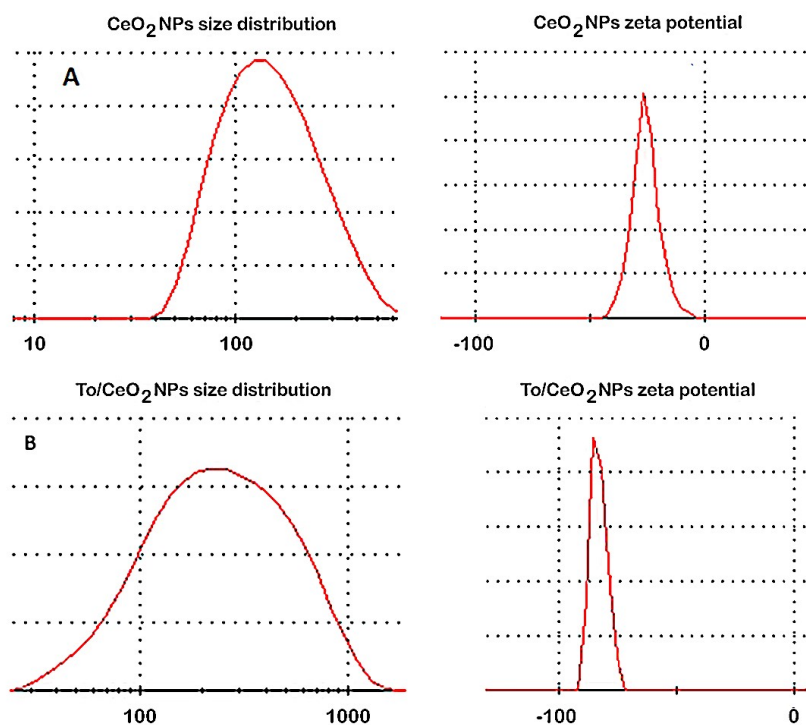 CeO₂NPs size distribution
CeO₂NPs zeta potential
A
10
100
-100
0
To/CeO₂NPs size distribution
To/CeO₂NPs zeta potential
B
100
1000
-100
0